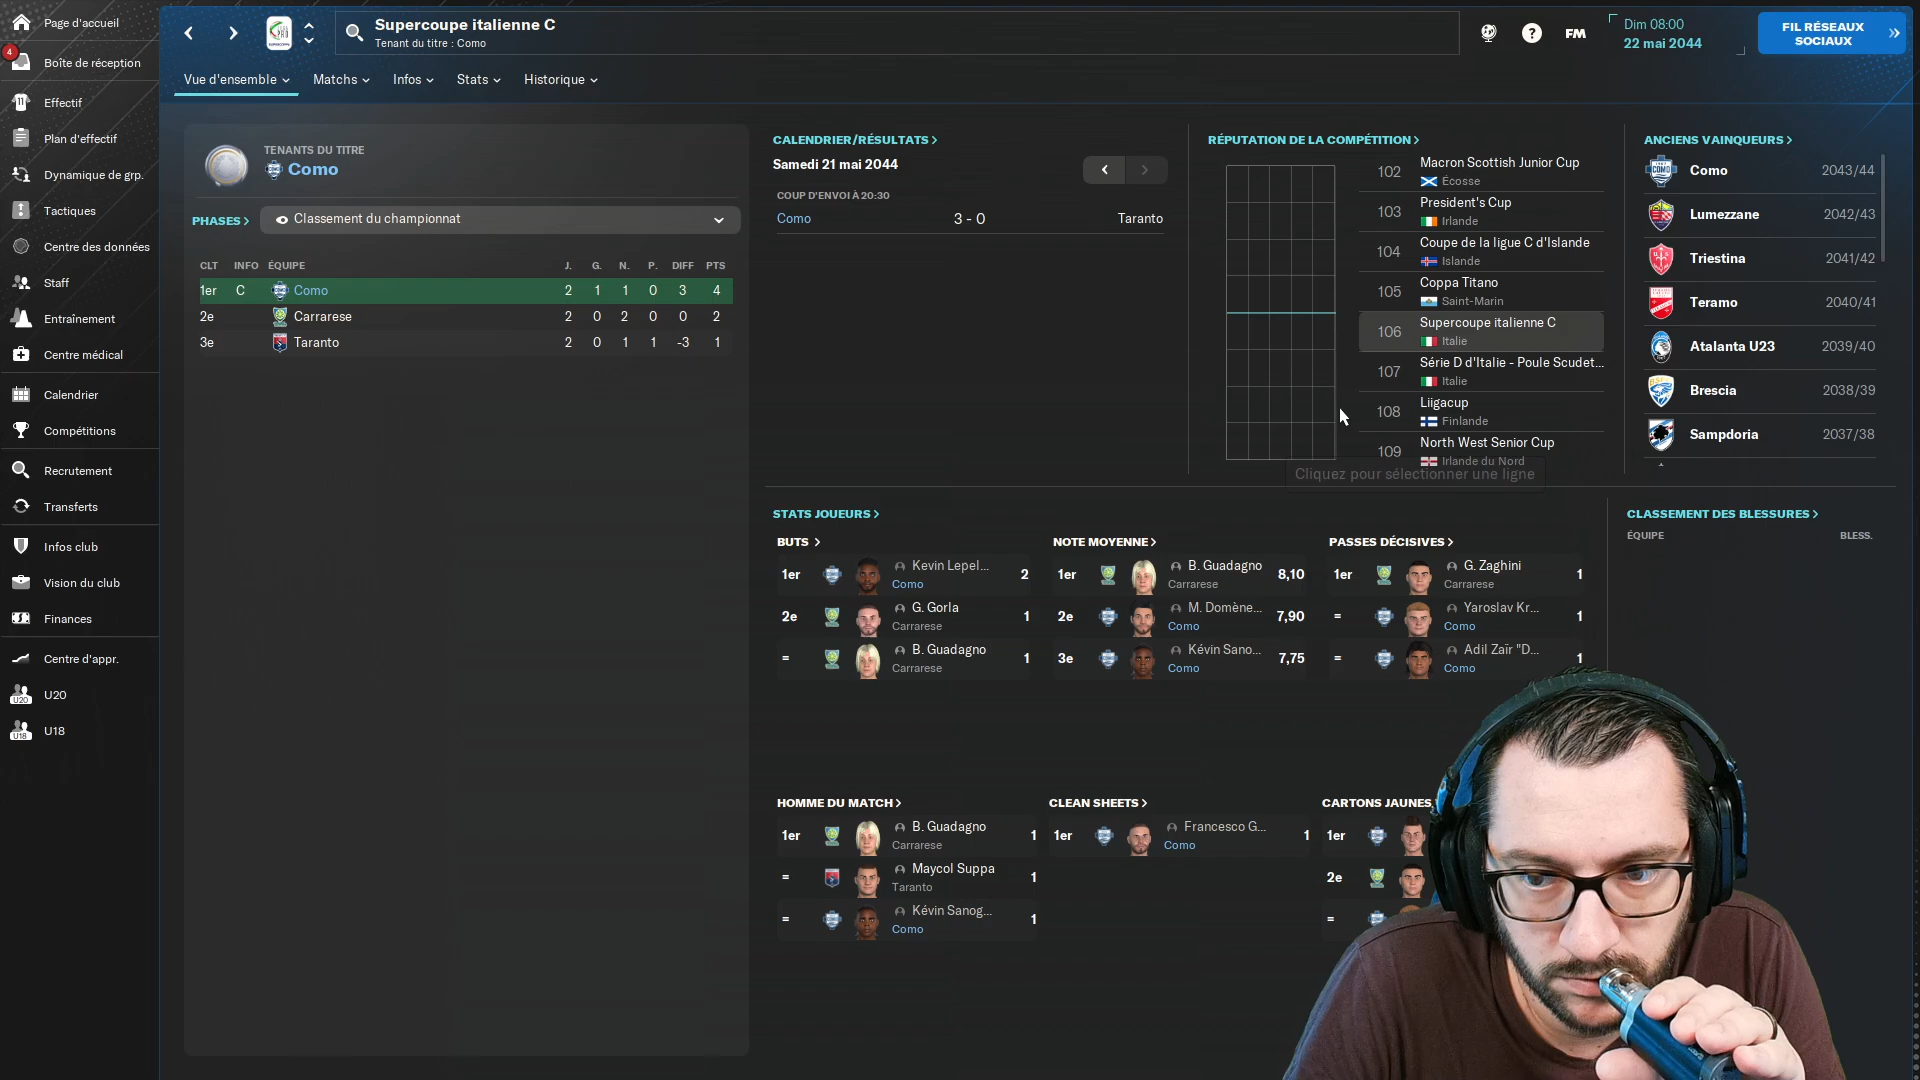 Page d'accueil
4
Boîte de réception
Effectif
Plan d'effectif
Dynamique de grp.
Tactiques
Centre des données
Staff
Entraînement
Centre médical
Calendrier
Compétitions
Recrutement
Transferts
Infos club
Vision du club
Finances
Centre d'appr.
U20
U20
U18
U18
Supercoupe italienne C
Tenant du titre : Como
FM
Dim 08:00
22 mai 2044
FIL RÉSEAUX
SOCIAUX
Vue d'ensemble
Matchs
Infos
Stats
Historique
TENANTS DU TITRE
Como
PHASES
Classement du championnat
CLT INFO ÉQUIPE J. G. N. P. DIFF PTS
1er C Como 2 1 1 0 3 4
2e Carrarese 2 0 2 0 0 2
3e Taranto 2 0 1 1 -3 1
CALENDRIER/RÉSULTATS
Samedi 21 mai 2044
COUP D'ENVOI À 20:30
Como 3 - 0 Taranto
RÉPUTATION DE LA COMPÉTITION
102 Macron Scottish Junior Cup
Écosse
103 President's Cup
Irlande
104 Coupe de la ligue C d'Islande
Islande
105 Coppa Titano
Saint-Marin
106 Supercoupe italienne C
Italie
107 Série D d'Italie - Poule Scudet...
Italie
108 Liigacup
Finlande
109 North West Senior Cup
Irlande du Nord
Cliquez pour sélectionner une ligne
ANCIENS VAINQUEURS
Como 2043/44
Lumezzane 2042/43
Triestina 2041/42
Teramo 2040/41
Atalanta U23 2039/40
Brescia 2038/39
Sampdoria 2037/38
STATS JOUEURS
BUTS
1er Kevin Lepel... 2
Como
2e G. Gorla 1
Carrarese
= B. Guadagno 1
Carrarese
NOTE MOYENNE
1er B. Guadagno 8,10
Carrarese
2e M. Domène... 7,90
Como
3e Kévin Sano... 7,75
Como
PASSES DÉCISIVES
1er G. Zaghini 1
Carrarese
= Yaroslav Kr... 1
Como
= Adil Zaïr "D... 1
Como
CLASSEMENT DES BLESSURES
ÉQUIPE BLESS.
HOMME DU MATCH
1er B. Guadagno 1
Carrarese
= Maycol Suppa 1
Taranto
= Kévin Sanog... 1
Como
CLEAN SHEETS
1er Francesco G... 1
Como
CARTONS JAUNES
1er
2e
=